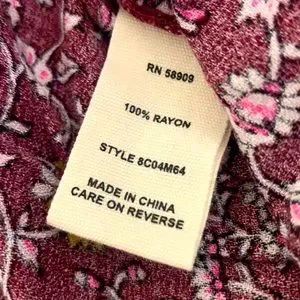 RN 58909
100% RAYON
STYLE 8C04M64
MADE IN CHINA
CARE ON REVERSE